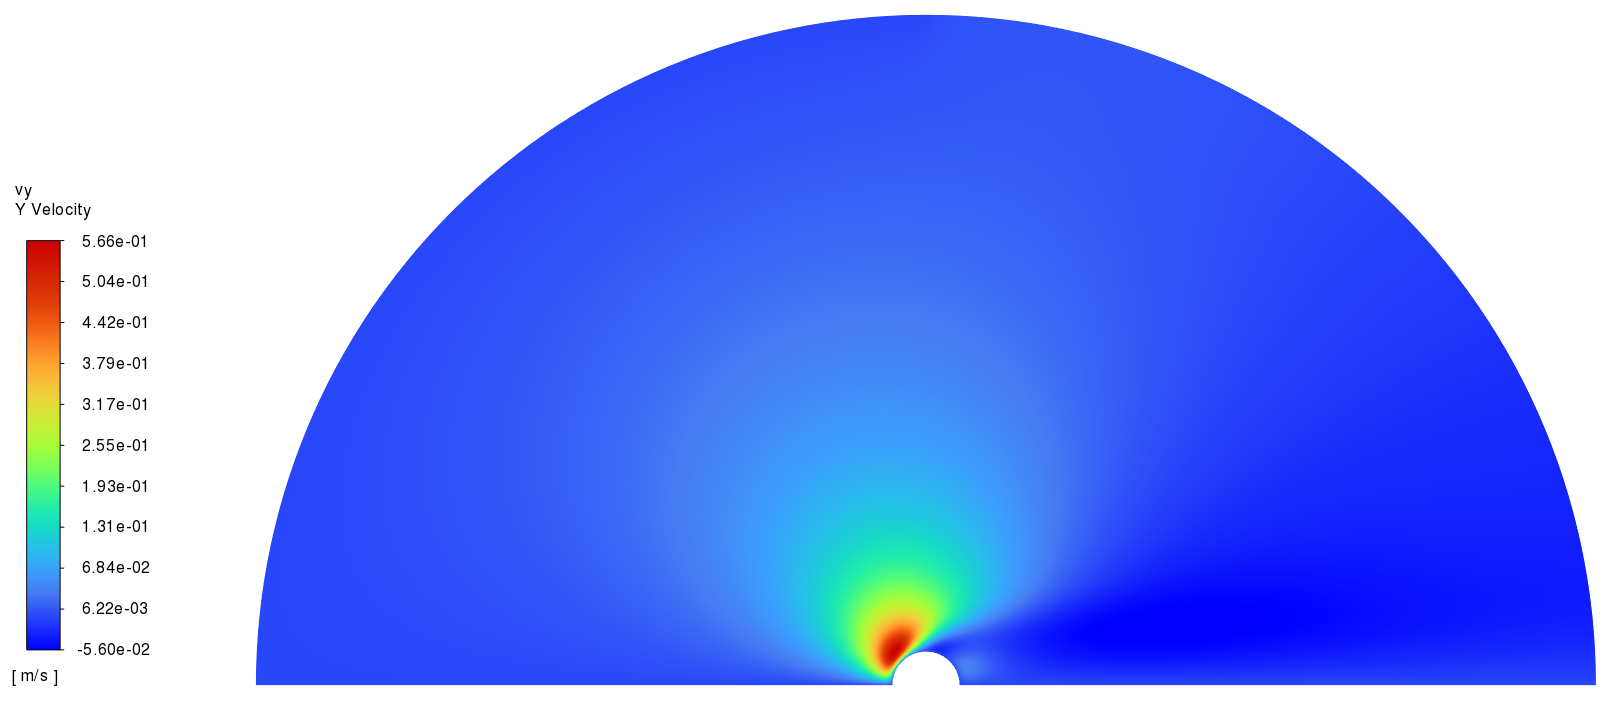 vy
Y Velocity
5.66e-01
5.04e-01
4.42e-01
3.79e-01
3.17e-01
2.55e-01
1.93e-01
1.31e-01
6.84e-02
6.22e-03
-5.60e-02
[ m/s ]